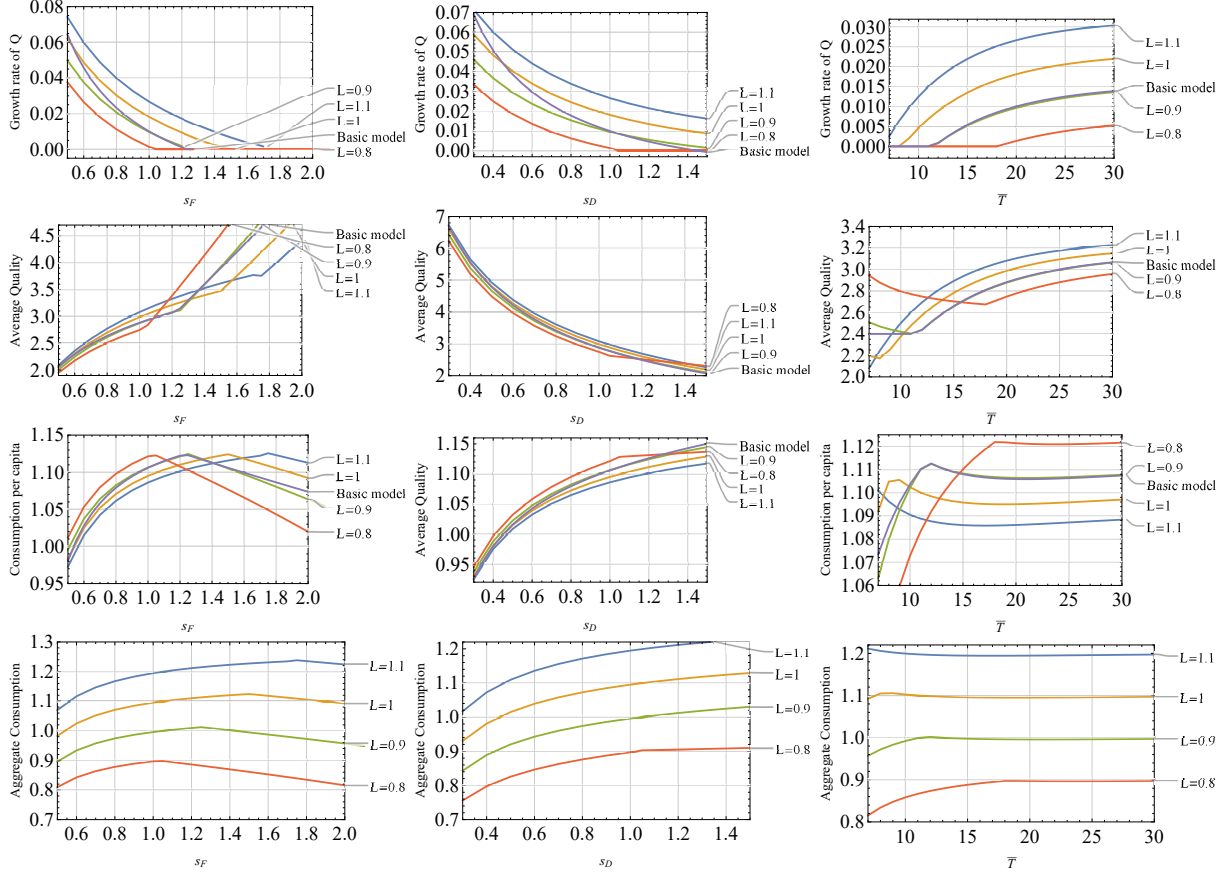 Growth rate of Q
0.08
0.06
0.04
0.02
0.00
0.6 0.8 1.0 1.2 1.4 1.6 1.8 2.0
s_F
L=0.9
L=1.1
L=1
Basic model
L=0.8
Growth rate of Q
0.07
0.06
0.05
0.04
0.03
0.02
0.01
0.00
0.4 0.6 0.8 1.0 1.2 1.4
s_D
L=1.1
L=1
L=0.9
L=0.8
Basic model
Growth rate of Q
0.030
0.025
0.020
0.015
0.010
0.005
0.000
10 15 20 25 30
T̅
L=1.1
L=1
Basic model
L=0.9
L=0.8
Average Quality
4.5
4.0
3.5
3.0
2.5
2.0
0.6 0.8 1.0 1.2 1.4 1.6 1.8 2.0
s_F
Basic model
L=0.8
L=0.9
L=1
L=1.1
Average Quality
7
6
5
4
3
2
0.4 0.6 0.8 1.0 1.2 1.4
s_D
L=0.8
L=1.1
L=1
L=0.9
Basic model
Average Quality
3.4
3.2
3.0
2.8
2.6
2.4
2.2
2.0
10 15 20 25 30
T̅
L=1.1
L=1
Basic model
L=0.9
L=0.8
Consumption per capita
1.15
1.10
1.05
1.00
0.95
0.6 0.8 1.0 1.2 1.4 1.6 1.8 2.0
s_F
L=1.1
L=1
Basic model
L=0.9
L=0.8
Average Quality
1.15
1.10
1.05
1.00
0.95
0.4 0.6 0.8 1.0 1.2 1.4
s_D
Basic model
L=0.9
L=0.8
L=1
L=1.1
Consumption per capita
1.12
1.11
1.10
1.09
1.08
1.07
1.06
10 15 20 25 30
T̅
L=0.8
L=0.9
Basic model
L=1
L=1.1
Aggregate Consumption
1.3
1.2
1.1
1.0
0.9
0.8
0.7
0.6 0.8 1.0 1.2 1.4 1.6 1.8 2.0
s_F
L=1.1
L=1
L=0.9
L=0.8
Aggregate Consumption
1.2
1.1
1.0
0.9
0.8
0.7
0.4 0.6 0.8 1.0 1.2 1.4
s_D
L=1.1
L=1
L=0.9
L=0.8
Aggregate Consumption
1.2
1.1
1.0
0.9
0.8
10 15 20 25 30
T̅
L=1.1
L=1
L=0.9
L=0.8